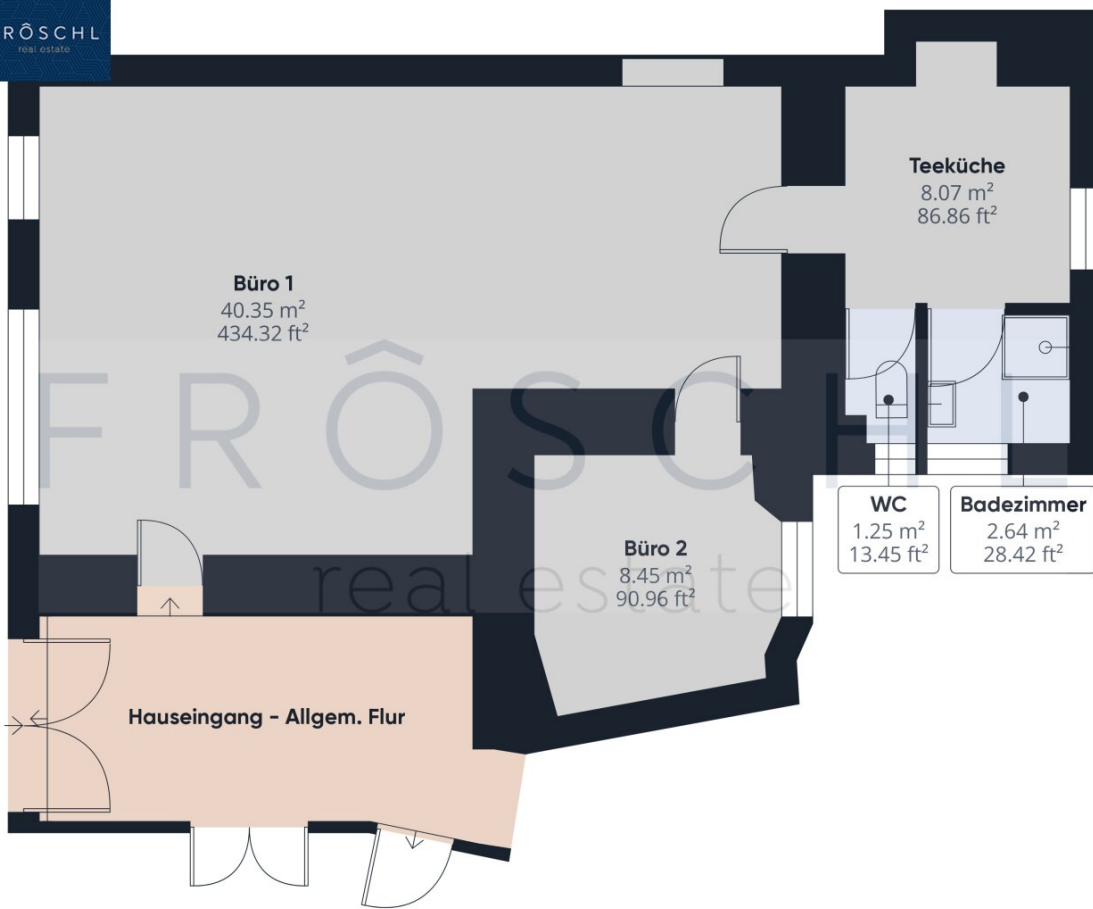 RÔSCHL
real estate
Teeküche
8.07 m²
86.86 ft²
Büro 1
40.35 m²
434.32 ft²
FRÔSCHL
real estate
Büro 2
8.45 m²
90.96 ft²
WC
1.25 m²
13.45 ft²
Badezimmer
2.64 m²
28.42 ft²
Hauseingang - Allgem. Flur